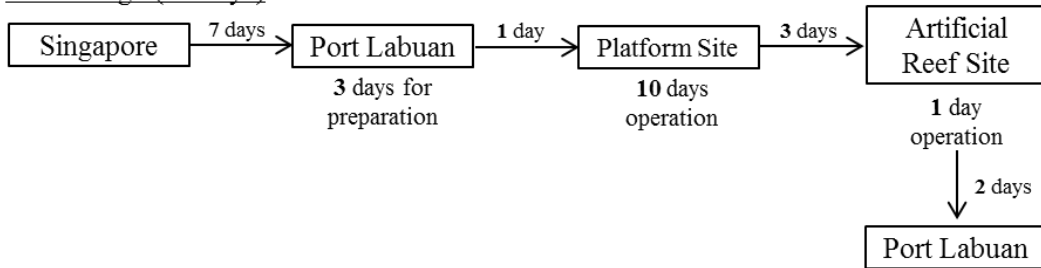 Singapore
7 days
Port Labuan
1 day
Platform Site
3 days
Artificial
Reef Site
3 days for
preparation
10 days
operation
1 day
operation
2 days
Port Labuan